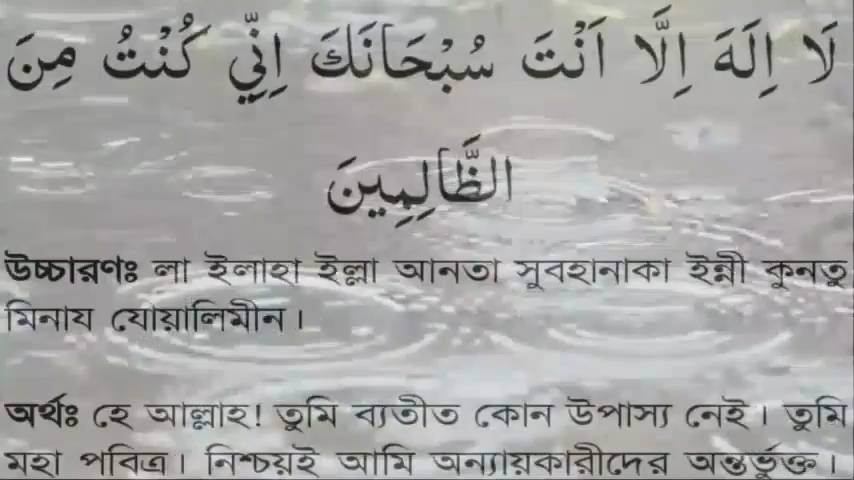 لَا اِلَهَ اِلَّا اَنْتَ سُبْحَانَكَ اِنِّي كُنْتُ مِنَ
الظَّالِمِينَ
উচ্চারণঃ লা ইলাহা ইল্লা আনতা সুবহানাকা ইন্নী কুনতু
মিনায যোয়ালিমীন।
অর্থঃ হে আল্লাহ! তুমি ব্যতীত কোন উপাস্য নেই। তুমি
মহা পবিত্র। নিশ্চয়ই আমি অন্যায়কারীদের অন্তর্ভুক্ত।